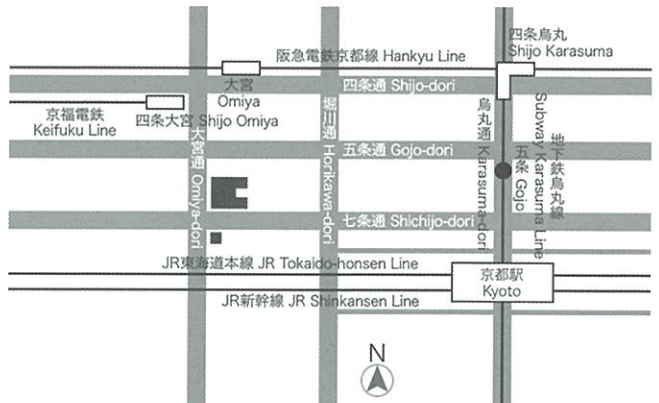 四条烏丸
Shijo Karasuma
阪急電鉄京都線 Hankyu Line
大宮
Omiya
四条通 Shijo-dori
京福電鉄
Keifuku Line
四条大宮 Shijo Omiya
大宮通 Omiya-dori
堀川通 Horikawa-dori
烏丸通 Karasuma-dori
五条 Gojo
地下鉄烏丸線
Subway Karasuma Line
五条通 Gojo-dori
七条通 Shichijo-dori
JR東海道本線 JR Tokaido-honsen Line
京都駅
Kyoto
JR新幹線 JR Shinkansen Line
N